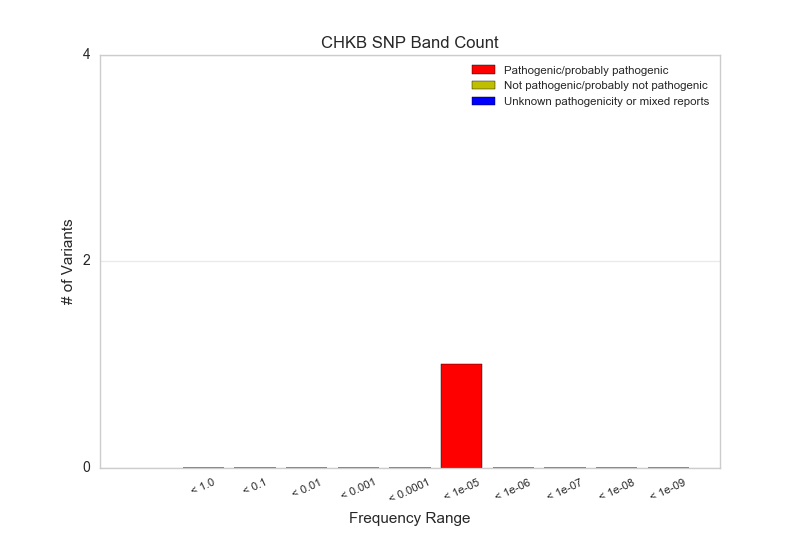 CHKB SNP Band Count
4
Pathogenic/probably pathogenic
Not pathogenic/probably not pathogenic
Unknown pathogenicity or mixed reports
# of Variants
2
0
< 1.0
< 0.1
< 0.01
< 0.001
< 0.0001
< 1e-05
< 1e-06
< 1e-07
< 1e-08
< 1e-09
Frequency Range